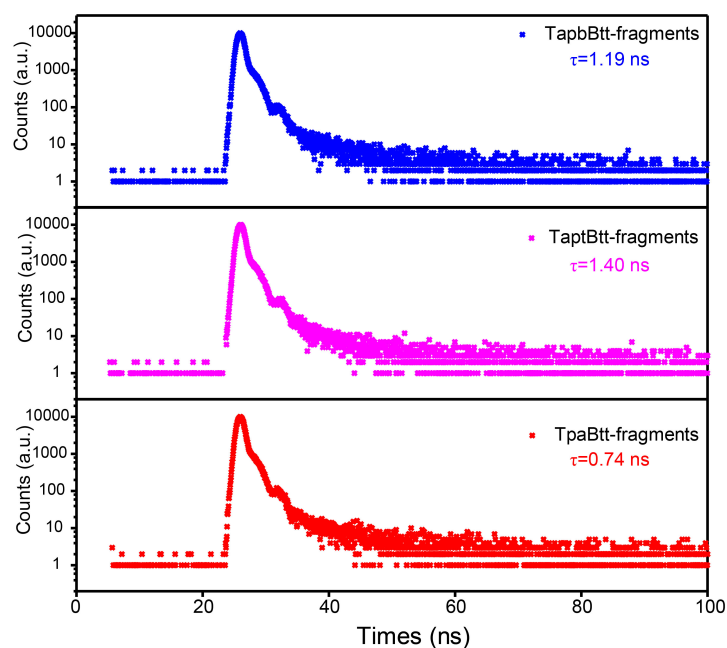 Counts (a.u.)
10000
1000
100
10
1
TapbBtt-fragments
τ=1.19 ns
Counts (a.u.)
10000
1000
100
10
1
TaptBtt-fragments
τ=1.40 ns
Counts (a.u.)
10000
1000
100
10
1
TpaBtt-fragments
τ=0.74 ns
0 20 40 60 80 100
Times (ns)